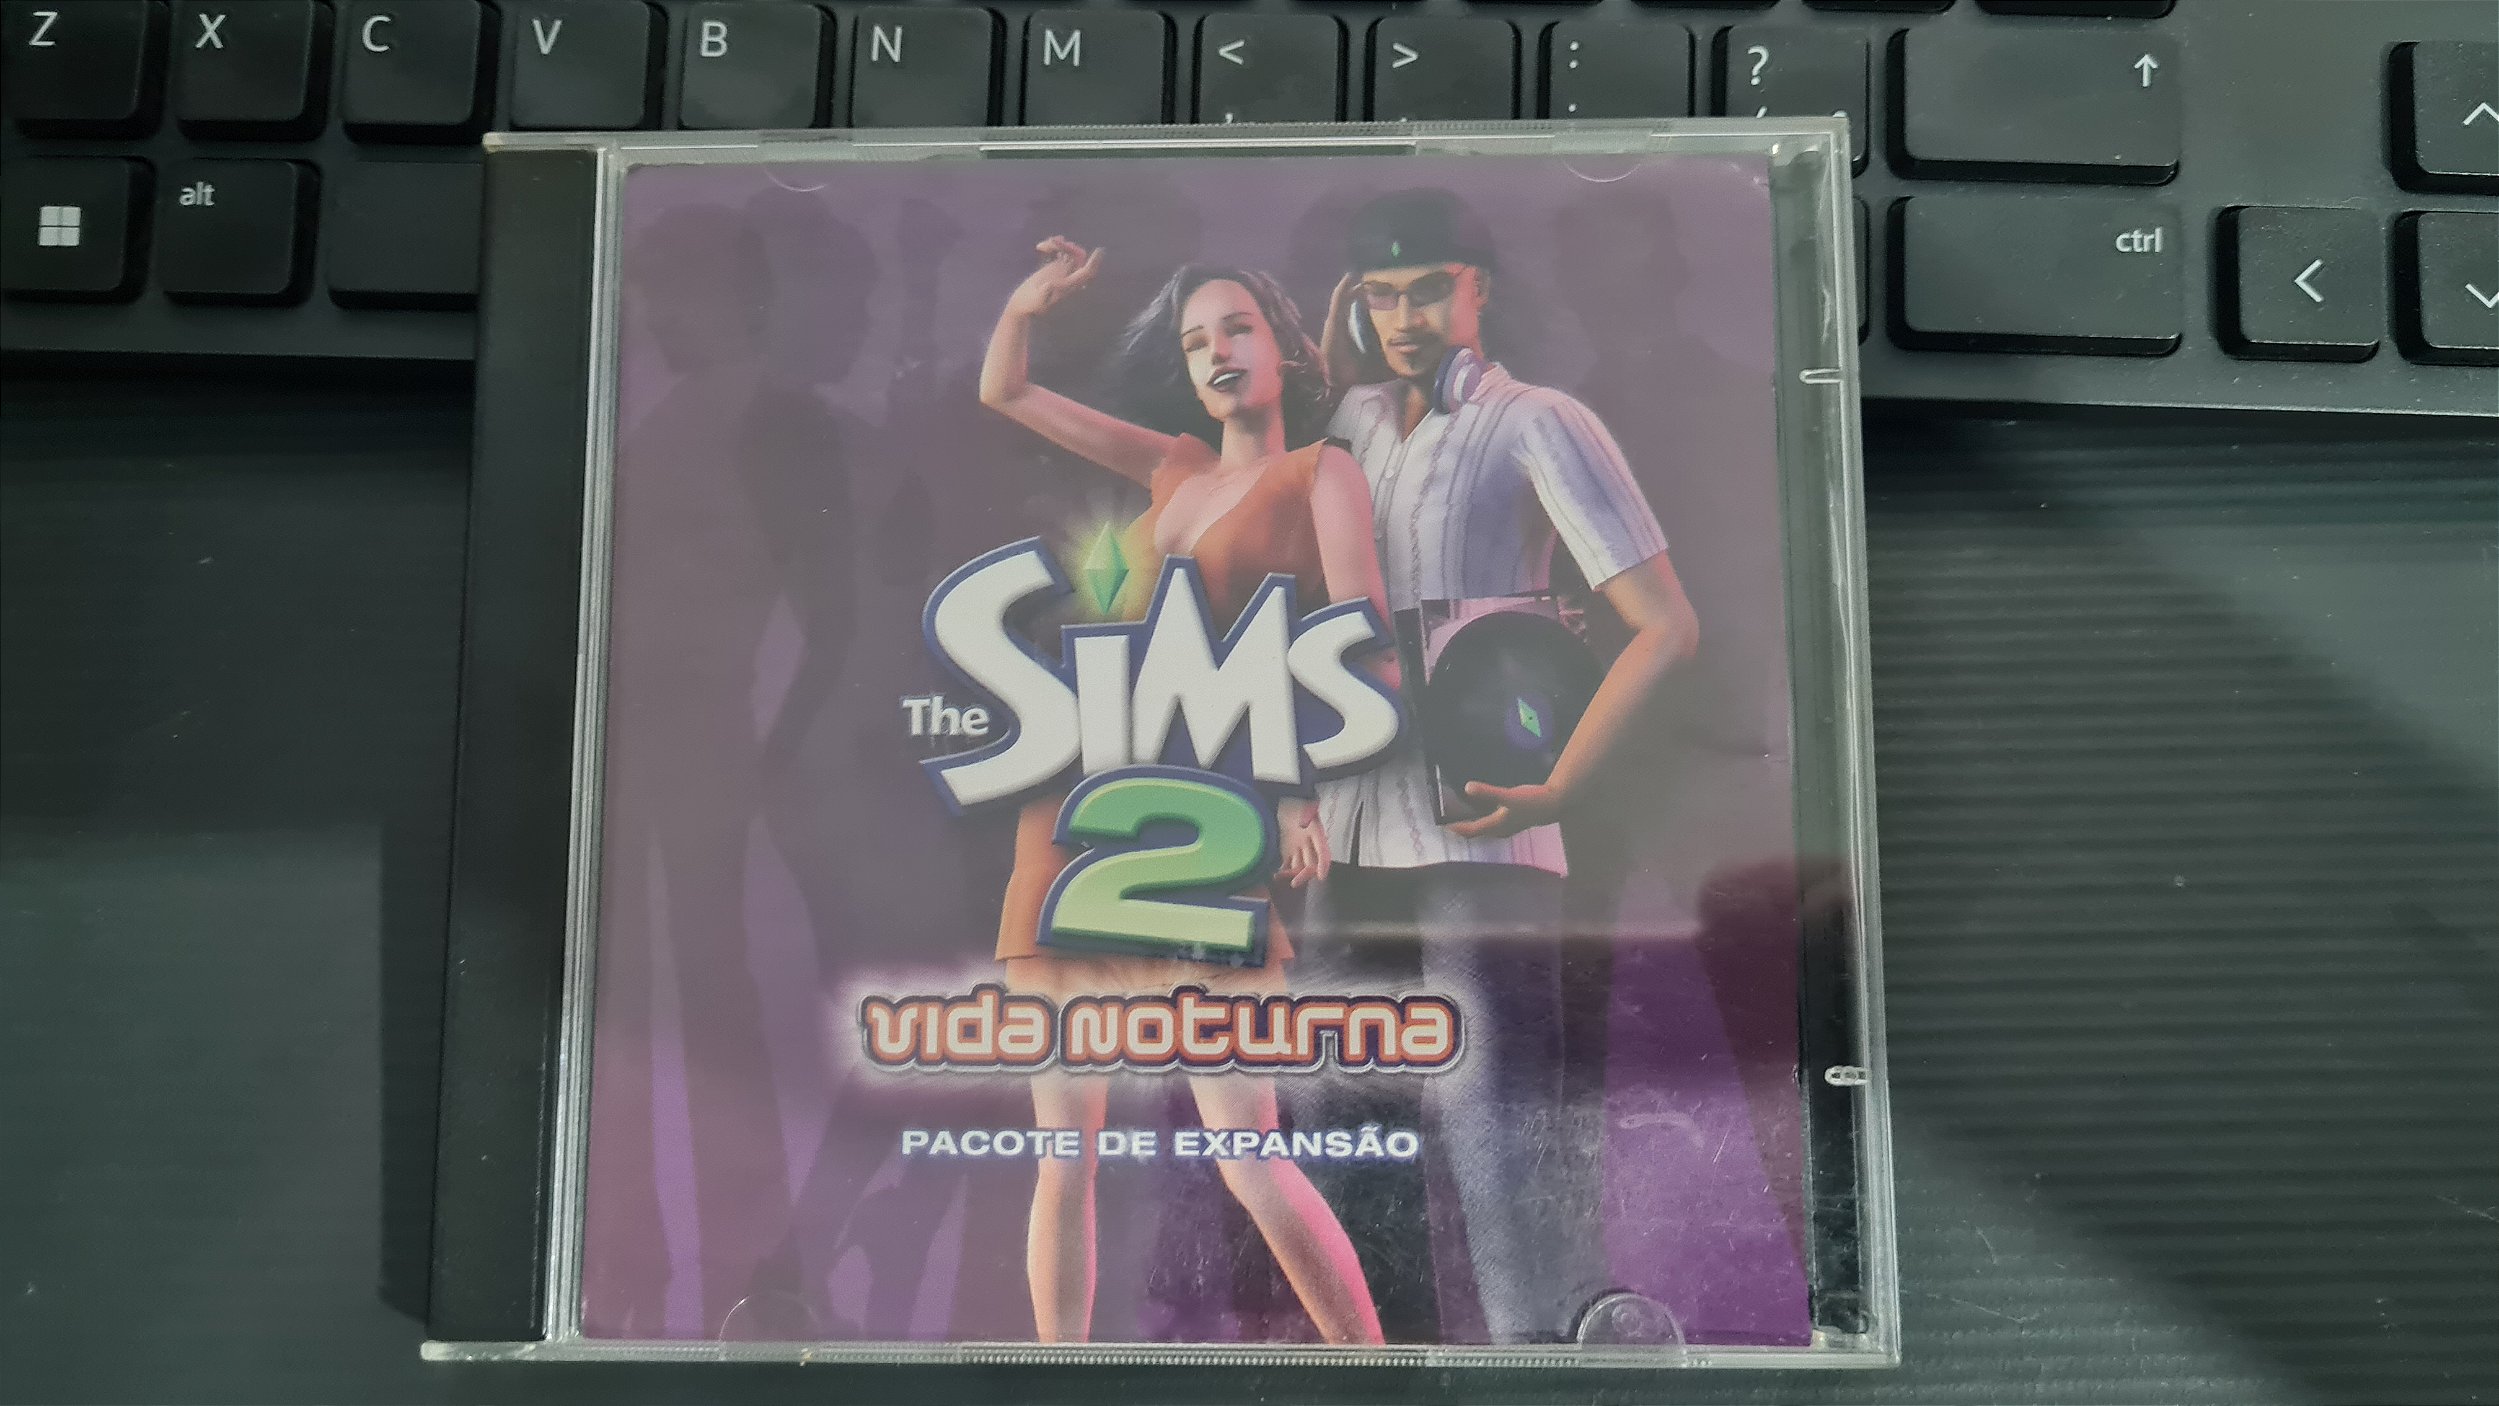 Z X C V B N M < > : ? ↑
, . ; /
alt ctrl
The SIMS
2
VIDA NOTURNA
PACOTE DE EXPANSÃO